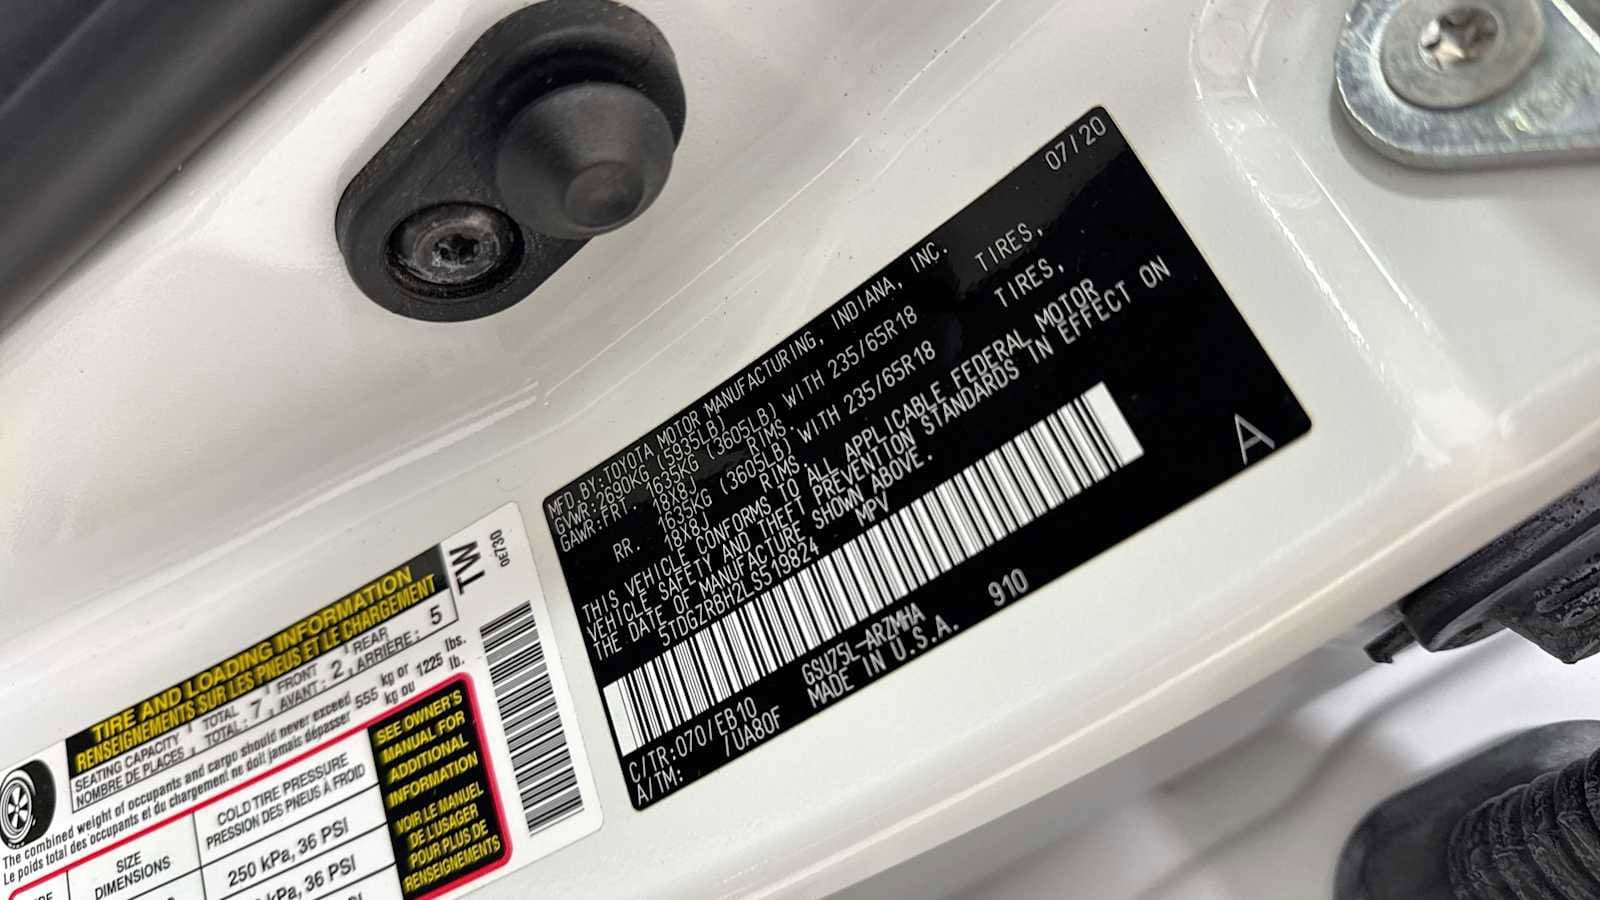 07/20
MFD.BY:TOYOTA MOTOR MANUFACTURING, INDIANA, INC.
GVWR:2690KG (5935LB)
GAWR:FRT. 1635KG (3605LB) WITH 235/65R18 TIRES,
18X8J RIMS.
RR. 1635KG (3605LB) WITH 235/65R18 TIRES,
18X8J RIMS.
THIS VEHICLE CONFORMS TO ALL APPLICABLE FEDERAL MOTOR
VEHICLE SAFETY AND THEFT PREVENTION STANDARDS IN EFFECT ON
THE DATE OF MANUFACTURE SHOWN ABOVE.
5TDGZRBH2LS519824 MPV
C/TR:070/EB10 GSU75L-ARZMHA 910
A/TM: /UA80F MADE IN U.S.A.
A
TW
0E730
TIRE AND LOADING INFORMATION
RENSEIGNEMENTS SUR LES PNEUS ET LE CHARGEMENT
SEATING CAPACITY TOTAL 7 FRONT 2 REAR 5
NOMBRE DE PLACES TOTAL: AVANT: ARRIÈRE:
The combined weight of occupants and cargo should never exceed 555 kg or 1225 lbs.
Le poids total des occupants et du chargement ne doit jamais dépasser kg ou lb.
SIZE
DIMENSIONS
COLD TIRE PRESSURE
PRESSION DES PNEUS À FROID
250 kPa, 36 PSI
kPa, 36 PSI
SEE OWNER'S
MANUAL FOR
ADDITIONAL
INFORMATION
VOIR LE MANUEL
DE L'USAGER
POUR PLUS DE
RENSEIGNEMENTS